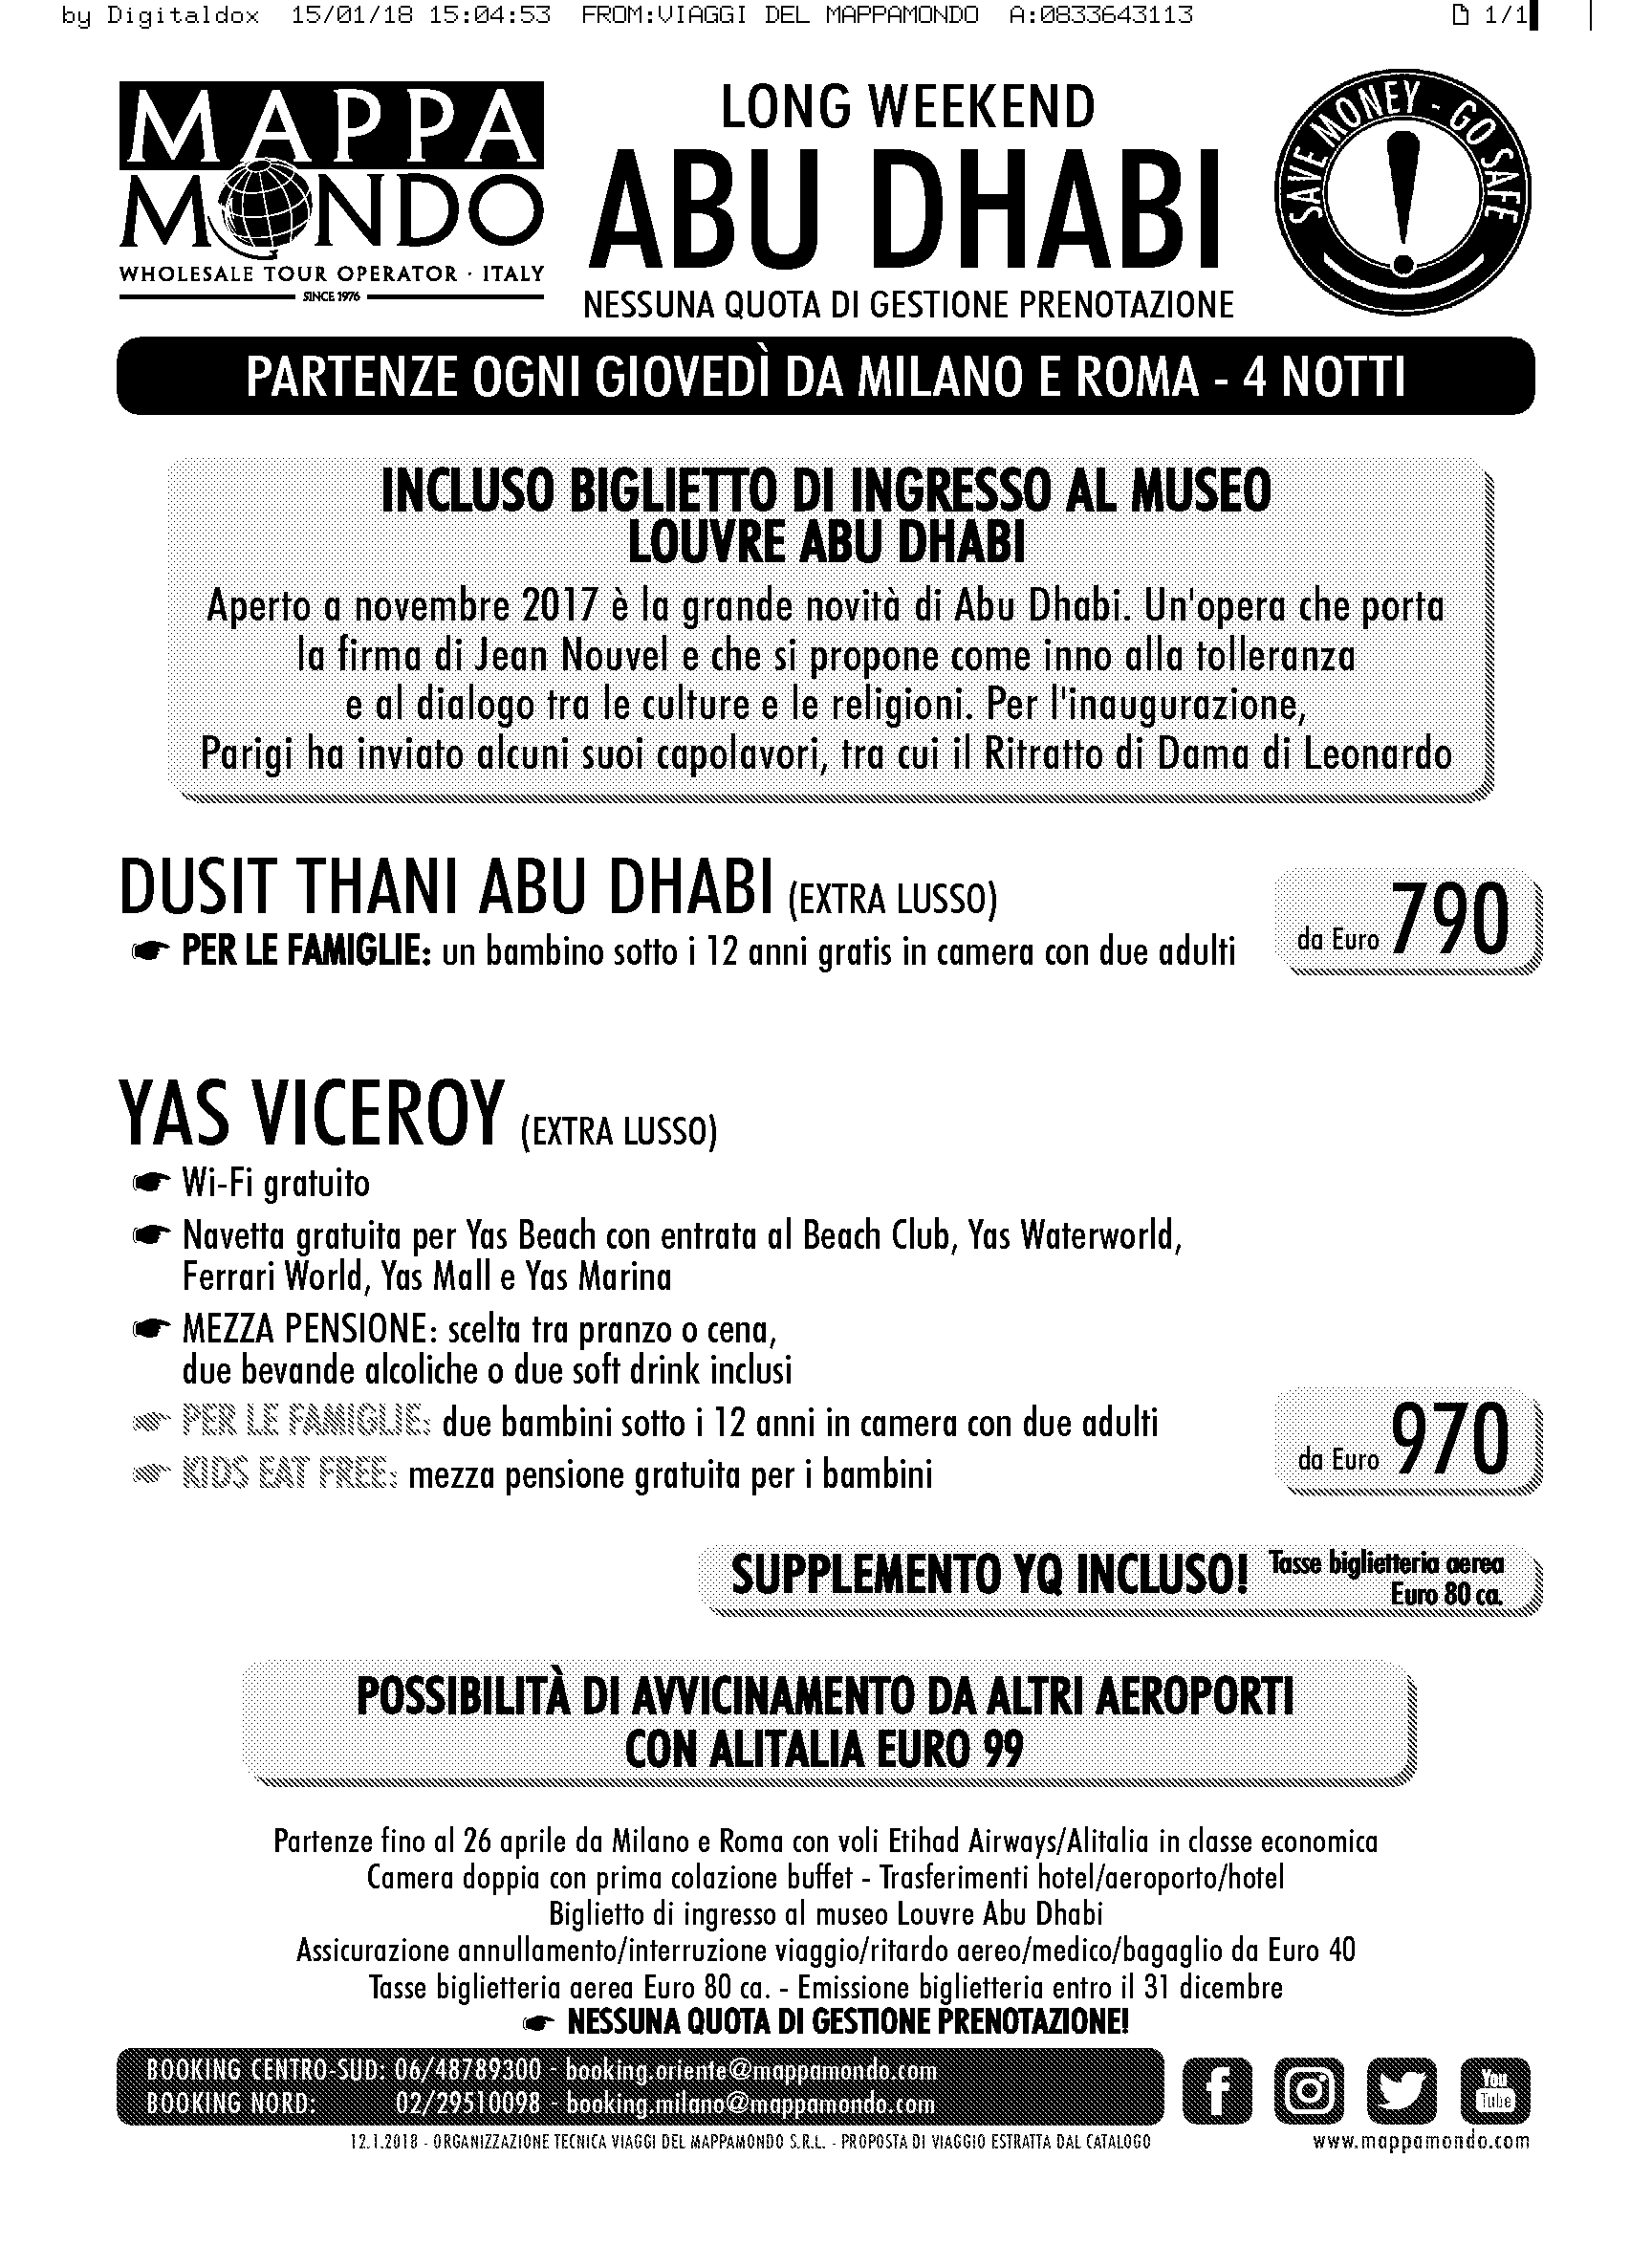 by Digitaldox 15/01/18 15:04:53 FROM:VIAGGI DEL MAPPAMONDO A:0833643113 1/1
MAPPA
MONDO
WHOLESALE TOUR OPERATOR · ITALY
SINCE 1976
LONG WEEKEND
ABU DHABI
NESSUNA QUOTA DI GESTIONE PRENOTAZIONE
SAVE MONEY - GO SAFE
!
PARTENZE OGNI GIOVEDÌ DA MILANO E ROMA - 4 NOTTI
INCLUSO BIGLIETTO DI INGRESSO AL MUSEO
LOUVRE ABU DHABI
Aperto a novembre 2017 è la grande novità di Abu Dhabi. Un'opera che porta
la firma di Jean Nouvel e che si propone come inno alla tolleranza
e al dialogo tra le culture e le religioni. Per l'inaugurazione,
Parigi ha inviato alcuni suoi capolavori, tra cui il Ritratto di Dama di Leonardo
DUSIT THANI ABU DHABI (EXTRA LUSSO)
☛ PER LE FAMIGLIE: un bambino sotto i 12 anni gratis in camera con due adulti
da Euro 790
YAS VICEROY (EXTRA LUSSO)
☛ Wi-Fi gratuito
☛ Navetta gratuita per Yas Beach con entrata al Beach Club, Yas Waterworld,
Ferrari World, Yas Mall e Yas Marina
☛ MEZZA PENSIONE: scelta tra pranzo o cena,
due bevande alcoliche o due soft drink inclusi
☛ PER LE FAMIGLIE: due bambini sotto i 12 anni in camera con due adulti
☛ KIDS EAT FREE: mezza pensione gratuita per i bambini
da Euro 970
SUPPLEMENTO YQ INCLUSO! Tasse biglietteria aerea
Euro 80 ca.
POSSIBILITÀ DI AVVICINAMENTO DA ALTRI AEROPORTI
CON ALITALIA EURO 99
Partenze fino al 26 aprile da Milano e Roma con voli Etihad Airways/Alitalia in classe economica
Camera doppia con prima colazione buffet - Trasferimenti hotel/aeroporto/hotel
Biglietto di ingresso al museo Louvre Abu Dhabi
Assicurazione annullamento/interruzione viaggio/ritardo aereo/medico/bagaglio da Euro 40
Tasse biglietteria aerea Euro 80 ca. - Emissione biglietteria entro il 31 dicembre
☛ NESSUNA QUOTA DI GESTIONE PRENOTAZIONE!
BOOKING CENTRO-SUD: 06/48789300 - booking.oriente@mappamondo.com
BOOKING NORD: 02/29510098 - booking.milano@mappamondo.com
f
You
Tube
12.1.2018 - ORGANIZZAZIONE TECNICA VIAGGI DEL MAPPAMONDO S.R.L. - PROPOSTA DI VIAGGIO ESTRATTA DAL CATALOGO
www.mappamondo.com